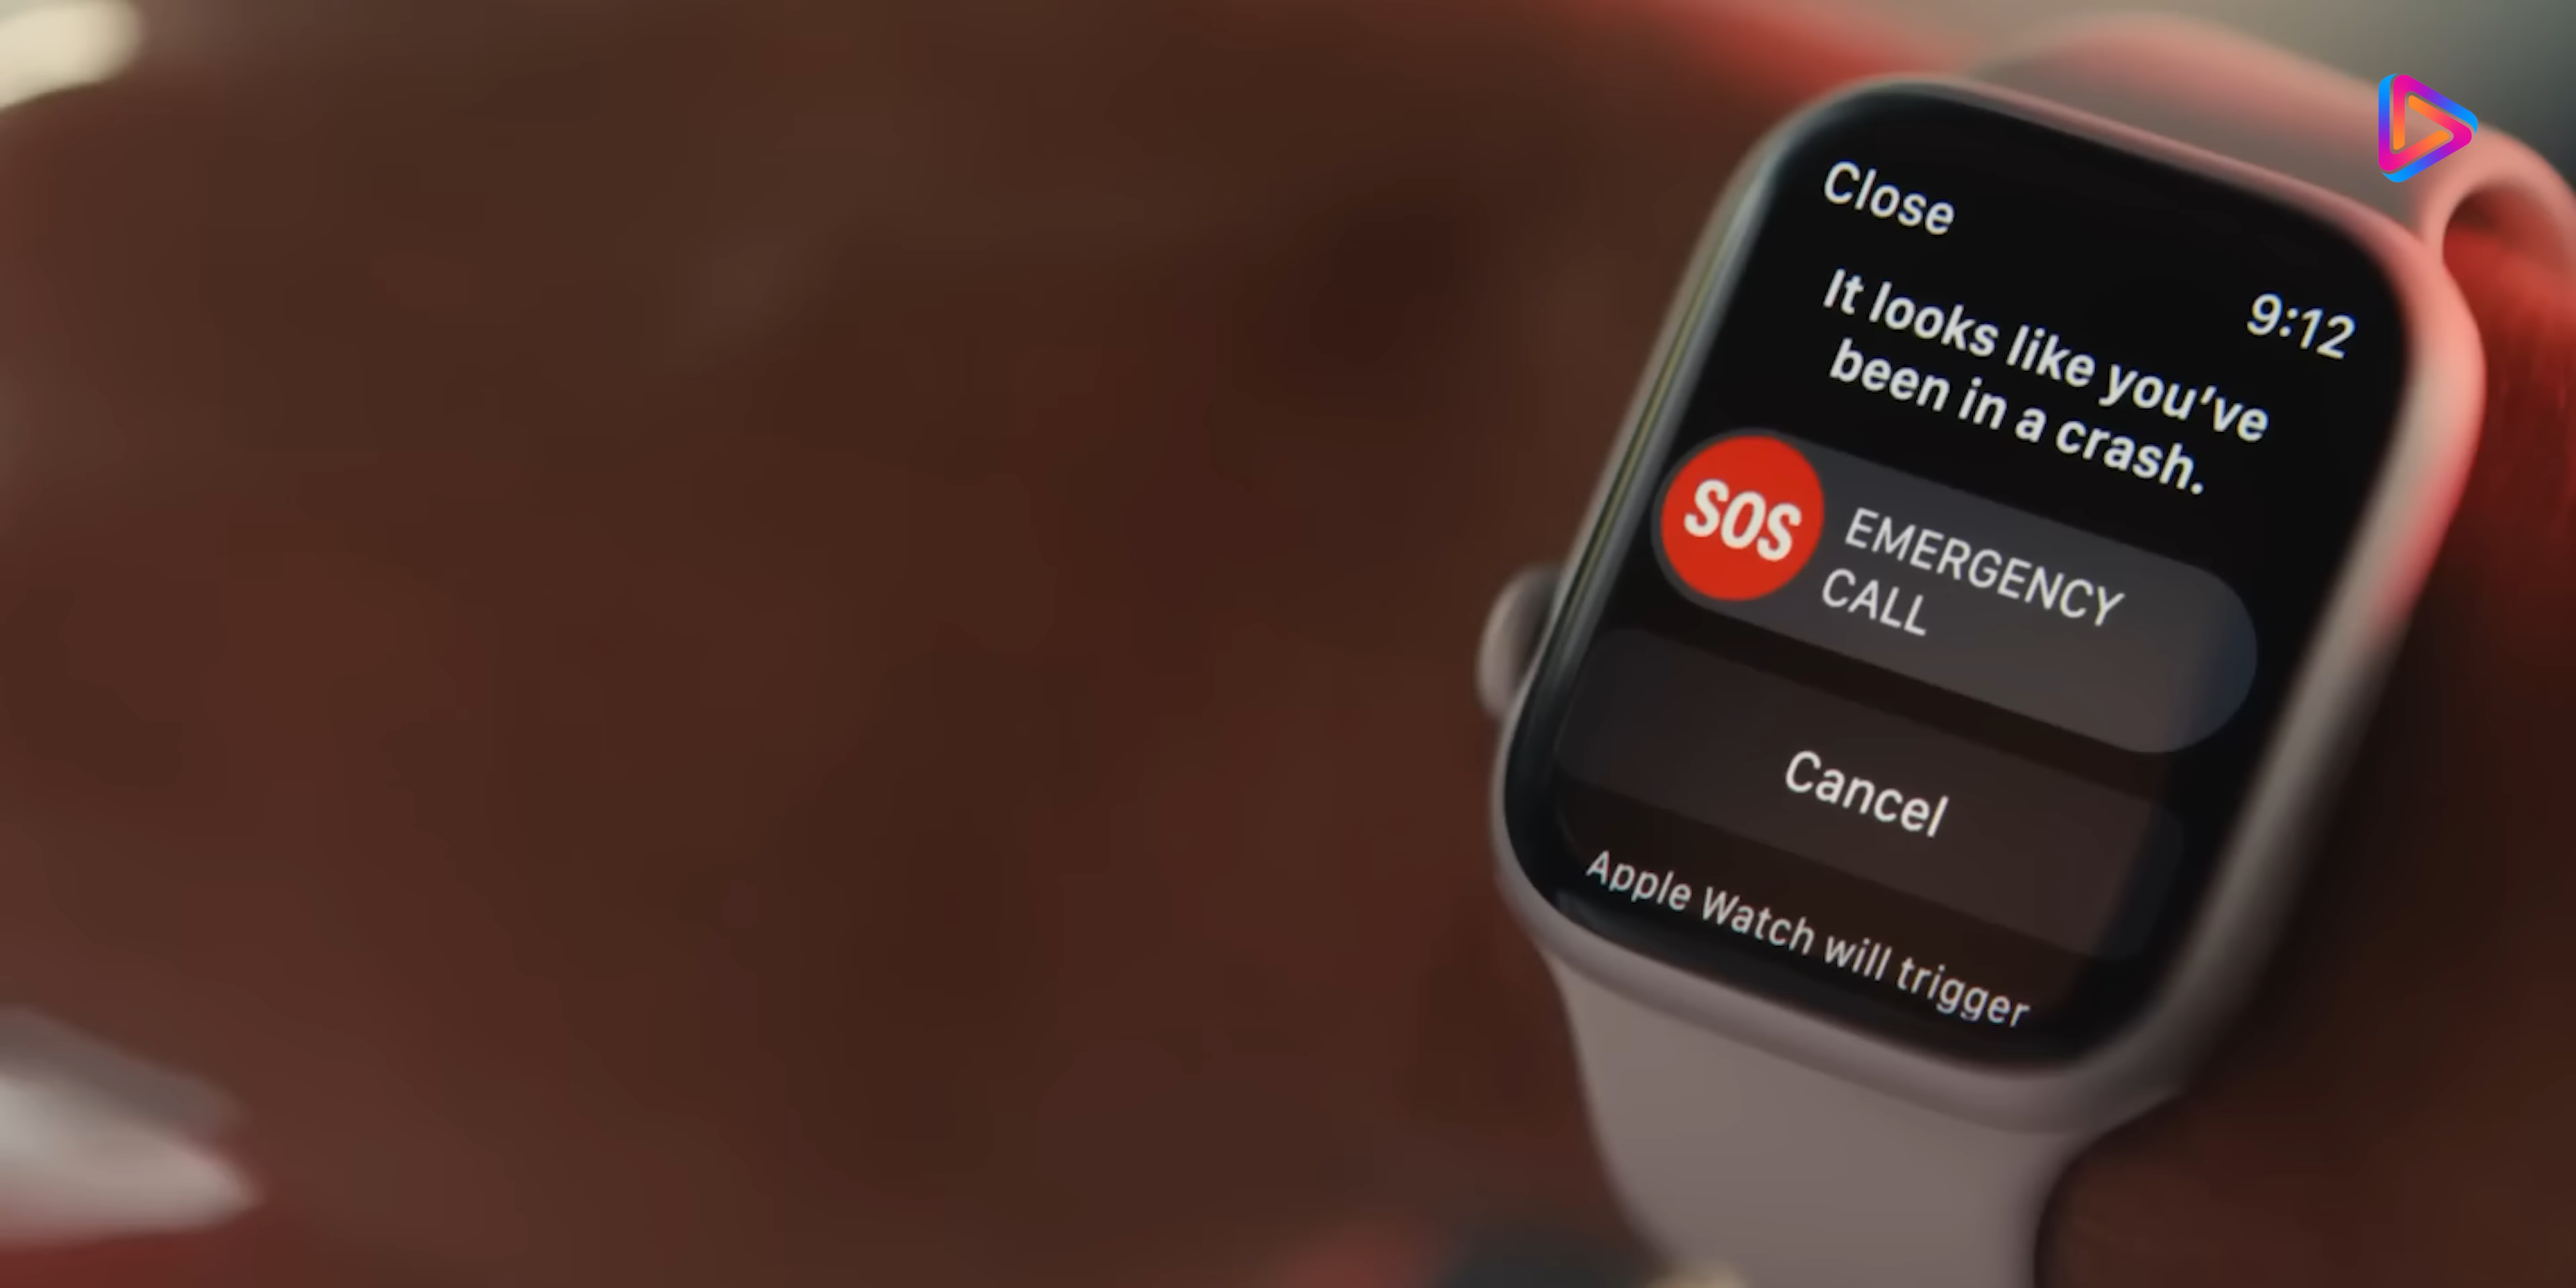 Close
9:12
It looks like you've
been in a crash.
SOS
EMERGENCY
CALL
Cancel
Apple Watch will trigger